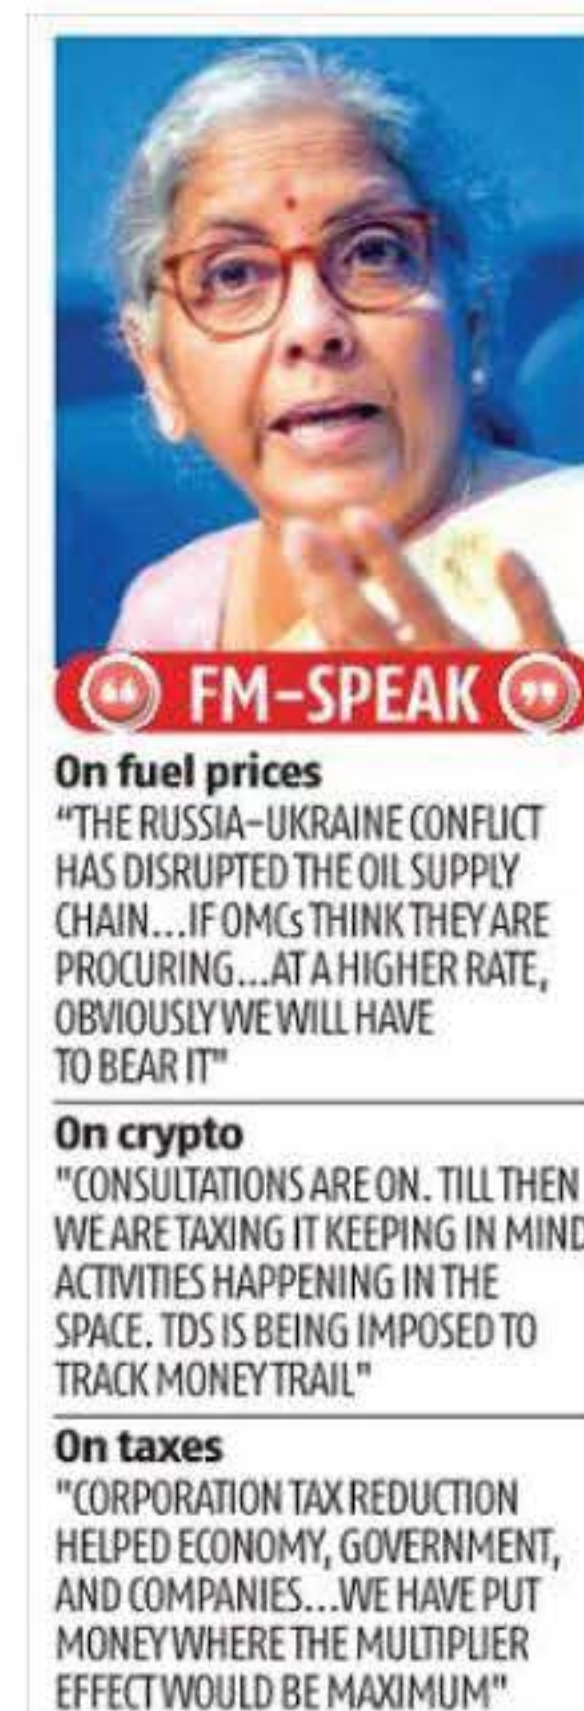 FM-SPEAK
On fuel prices
“THE RUSSIA-UKRAINE CONFLICT
HAS DISRUPTED THE OIL SUPPLY
CHAIN...IF OMCs THINK THEY ARE
PROCURING...AT A HIGHER RATE,
OBVIOUSLY WE WILL HAVE
TO BEAR IT"
On crypto
"CONSULTATIONS ARE ON. TILL THEN
WE ARE TAXING IT KEEPING IN MIND
ACTIVITIES HAPPENING IN THE
SPACE. TDS IS BEING IMPOSED TO
TRACK MONEY TRAIL"
On taxes
"CORPORATION TAX REDUCTION
HELPED ECONOMY, GOVERNMENT,
AND COMPANIES...WE HAVE PUT
MONEY WHERE THE MULTIPLIER
EFFECT WOULD BE MAXIMUM"